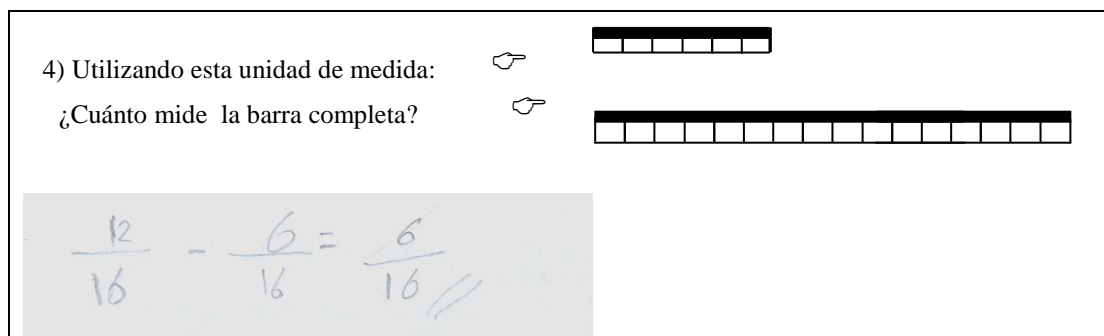 4) Utilizando esta unidad de medida: ☞
¿Cuánto mide la barra completa? ☞
12/16 - 6/16 = 6/16 //